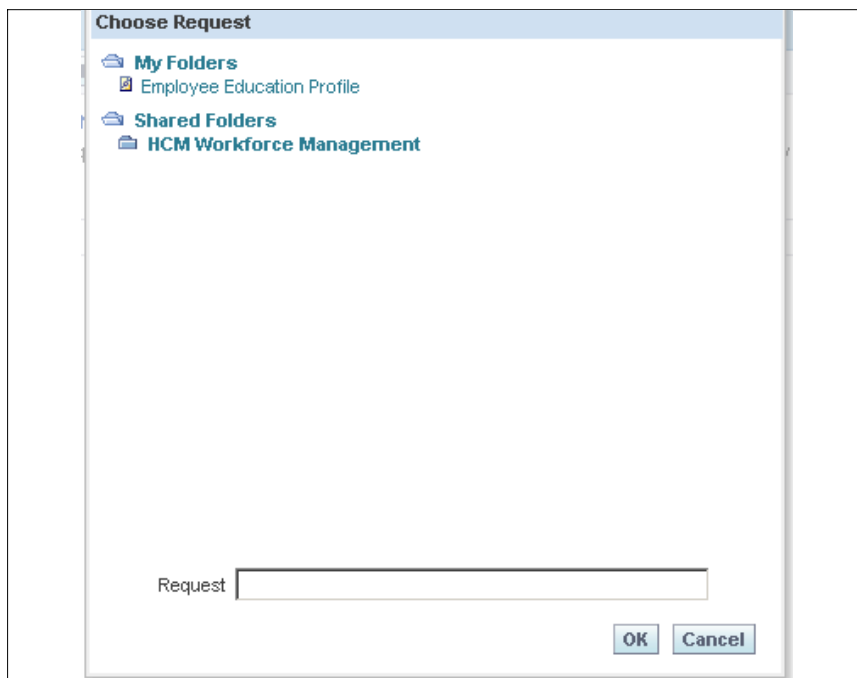 Choose Request
My Folders
Employee Education Profile
Shared Folders
HCM Workforce Management
Request
OK Cancel